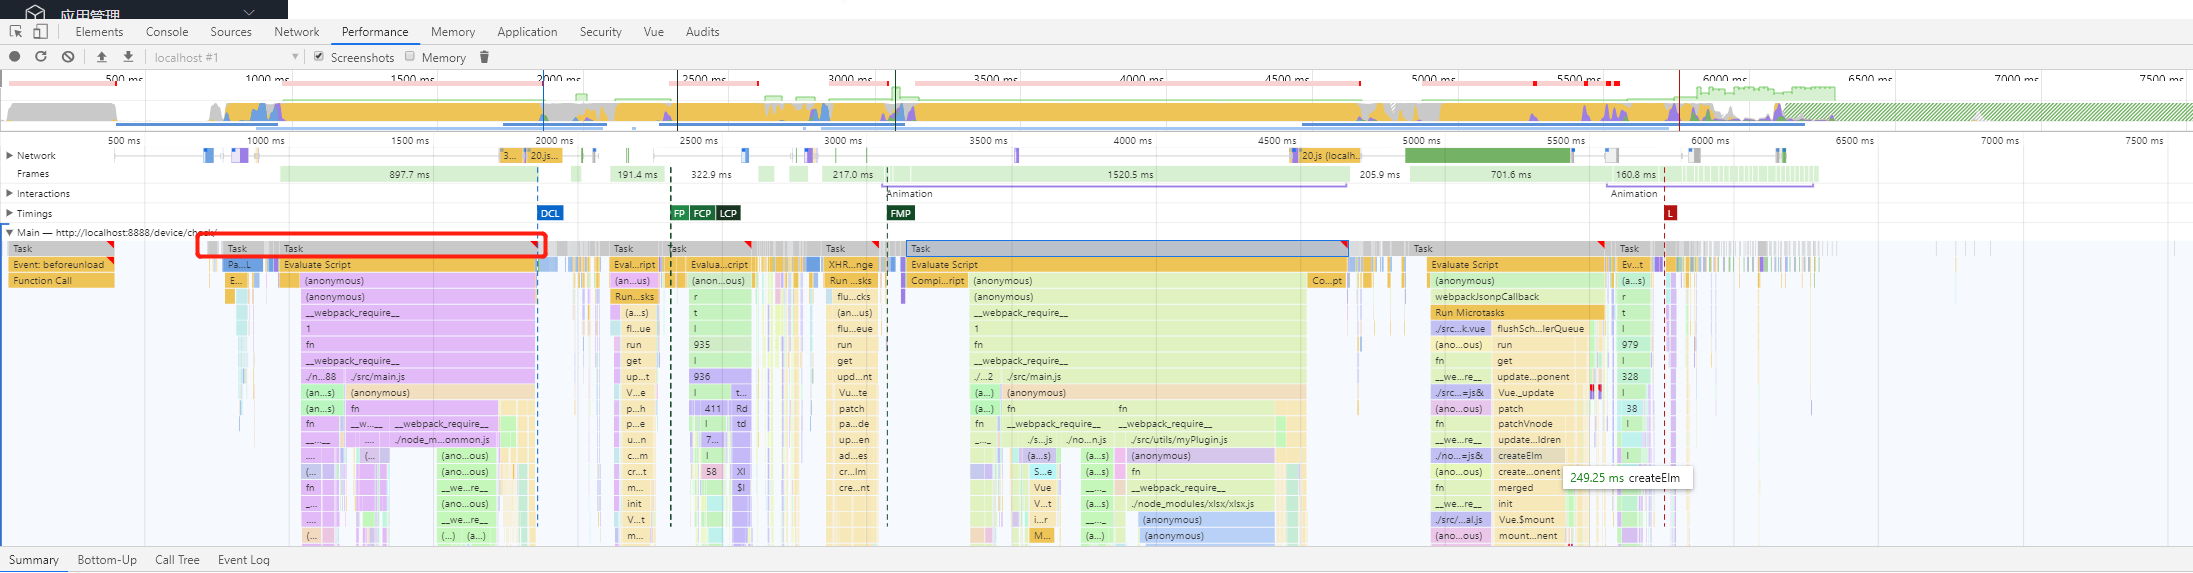 应用管理
Elements Console Sources Network Performance Memory Application Security Vue Audits
localhost #1 Screenshots Memory
500 ms 1000 ms 1500 ms 2000 ms 2500 ms 3000 ms 3500 ms 4000 ms 4500 ms 5000 ms 5500 ms 6000 ms 6500 ms 7000 ms 7500 ms
500 ms 1000 ms 1500 ms 2000 ms 2500 ms 3000 ms 3500 ms 4000 ms 4500 ms 5000 ms 5500 ms 6000 ms 6500 ms 7000 ms 7500 ms
Network 3... 20.js... 20.js (localh...
Frames 897.7 ms 191.4 ms 322.9 ms 217.0 ms 1520.5 ms 205.9 ms 701.6 ms 160.8 ms
Interactions Animation Animation
Timings DCL FP FCP LCP FMP L
Main — http://localhost:8888/device/check/
Task Task Task Task Task Task Task Task Task
Event: beforeunload Pa...L Evaluate Script Eval...ript Evalua...cript XHR...nge Evaluate Script Evaluate Script Ev...t
Function Call E... (anonymous) (an...us) (anon...ous) Run ...sks Compi...ript (anonymous) Co...pt (anonymous) (a...s)
(anonymous) Run...sks r flu...cks (anonymous) webpackJsonpCallback r
__webpack_require__ (a...s) t (an...us) __webpack_require__ Run Microtasks t
1 fl...ue l flu...eue 1 ./src...k.vue flushSch...lerQueue l
fn run 935 run fn (ano...ous) run 979
__webpack_require__ get l get __webpack_require__ fn get l
./n...88 ./src/main.js up...t 936 upd...nt ./...2 ./src/main.js __we...re__ update...ponent 328
(an...s) (anonymous) V...e l t... Vu...te (a...) (anonymous) ./src...=js& Vue._update l
(an...s) fn p...h 411 Rd patch (a...) fn fn (ano...ous) patch 38
fn __w...__ __webpack_require__ p...e l td pa...de fn __webpack_require__ __webpack_require__ fn patchVnode l
__...__ .... ./node_m...ommon.js u...n 7... up...en _..._ ./s...js ./no...n.js ./src/utils/myPlugin.js __we...re__ update...ldren
.... (... (ano...ous) c...m l ad...es (a...s) (a...s) (anonymous) ./no...=js& createElm l
(... (ano...ous) cr...t 58 Xl cr...lm S...e (a...) fn (ano...ous) create...onent
fn __we...re__ m... $l cre...nt Vue __..._ __webpack_require__ fn merged
_... (ano...ous) init V...t (a...s) ./node_modules/xlsx/xlsx.js __we...re__ init
.... __we...re__ V...t i...r (a...) (anonymous) ./src/...al.js Vue.$mount
(... (...) (a...) m... M... (a...) (anonymous) (ano...ous) mount...nent
249.25 ms createElm
Summary Bottom-Up Call Tree Event Log